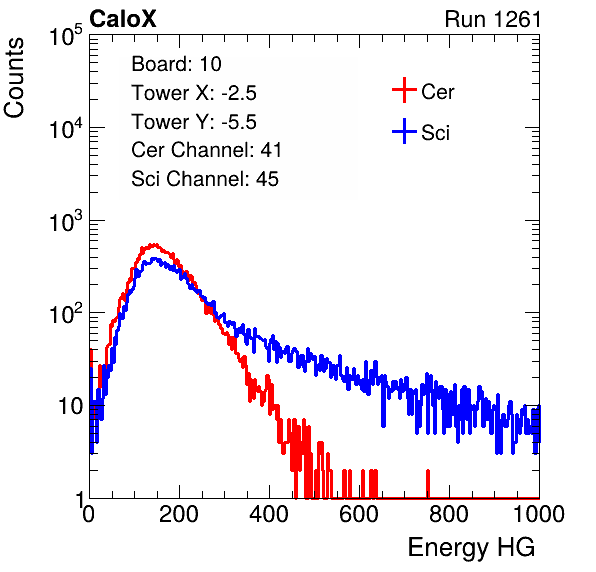 CaloX Run 1261
Counts
10^5
10^4
10^3
10^2
10
1
Board: 10
Tower X: -2.5
Tower Y: -5.5
Cer Channel: 41
Sci Channel: 45
Cer
Sci
0 200 400 600 800 1000
Energy HG